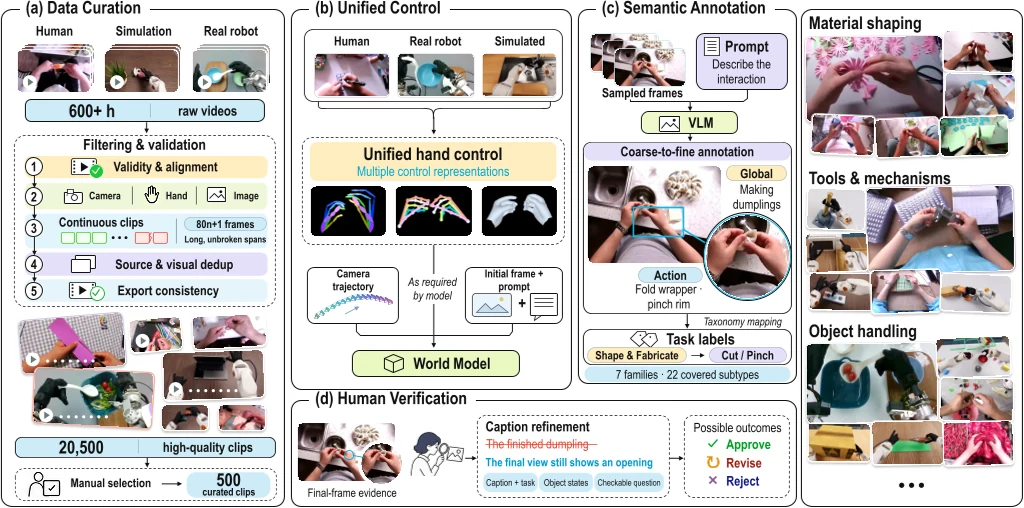 (a) Data Curation
Human
Simulation
Real robot
600+ h
raw videos
Filtering & validation
1
Validity & alignment
2
Camera
Hand
Image
3
Continuous clips
80n+1 frames
Long, unbroken spans
4
Source & visual dedup
5
Export consistency
20,500
high-quality clips
Manual selection
500
curated clips
(b) Unified Control
Human
Real robot
Simulated
Unified hand control
Multiple control representations
Camera
trajectory
As required
by model
Initial frame +
prompt
+
World Model
(c) Semantic Annotation
Prompt
Describe the
interaction
Sampled frames
VLM
Coarse-to-fine annotation
Global
Making
dumplings
Action
Fold wrapper ·
pinch rim
Taxonomy mapping
Task labels
Shape & Fabricate
Cut / Pinch
7 families · 22 covered subtypes
(d) Human Verification
Final-frame evidence
Caption refinement
The finished dumpling
The final view still shows an opening
Caption + task
Object states
Checkable question
Possible outcomes
Approve
Revise
Reject
Material shaping
Tools & mechanisms
Object handling